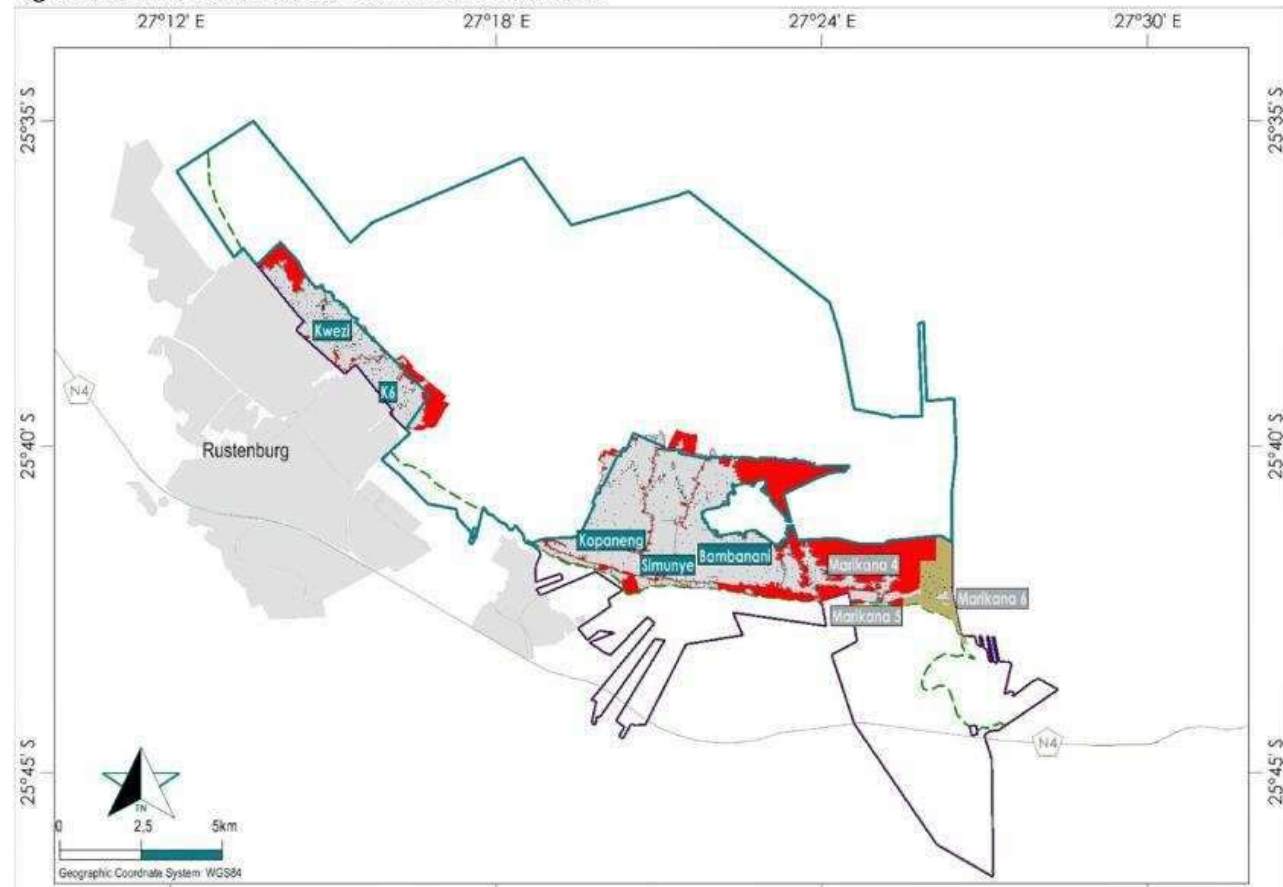 27°12' E
27°18' E
27°24' E
27°30' E
25°35' S
25°35' S
Kwezi
K6
N4
Rustenburg
25°40' S
25°40' S
Kopaneng
Simunye
Bambanani
Marikana 4
Marikana 5
Marikana 6
N4
25°45' S
25°45' S
TN
0 2,5 5km
Geographic Coordnate System: WGS84